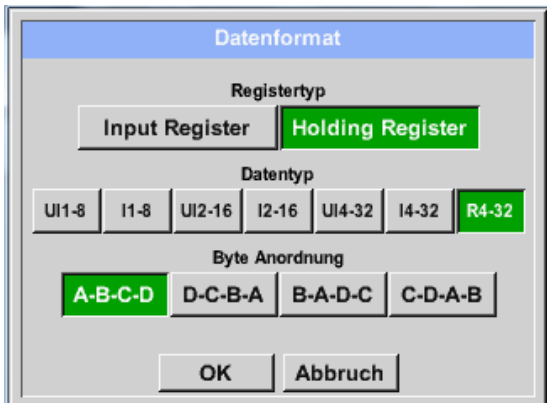 Datenformat
Registertyp
Input Register Holding Register
Datentyp
UI1-8 I1-8 UI2-16 I2-16 UI4-32 I4-32 R4-32
Byte Anordnung
A-B-C-D D-C-B-A B-A-D-C C-D-A-B
OK Abbruch